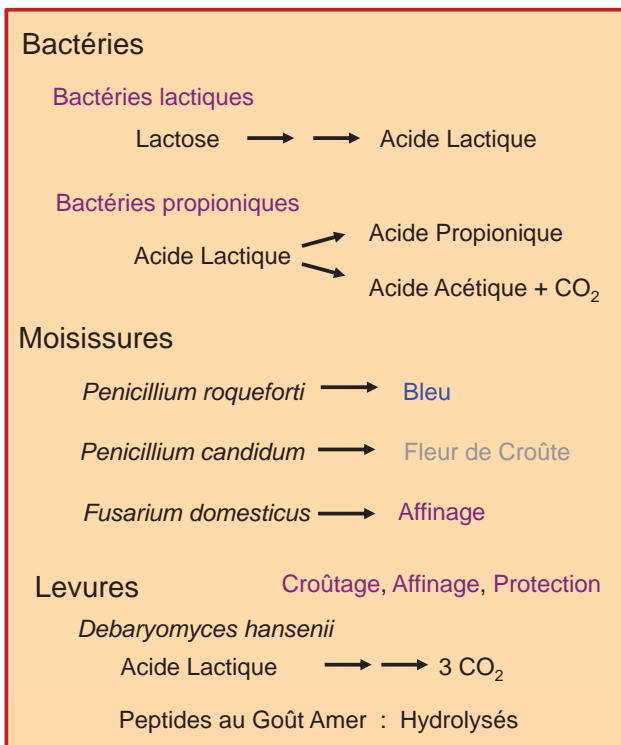 Bactéries
Bactéries lactiques
Lactose → → Acide Lactique
Bactéries propioniques
Acide Propionique
Acide Lactique
Acide Acétique + CO₂
Moisissures
Penicillium roqueforti → Bleu
Penicillium candidum → Fleur de Croûte
Fusarium domesticus → Affinage
Levures Croûtage, Affinage, Protection
Debaryomyces hansenii
Acide Lactique → → 3 CO₂
Peptides au Goût Amer : Hydrolysés